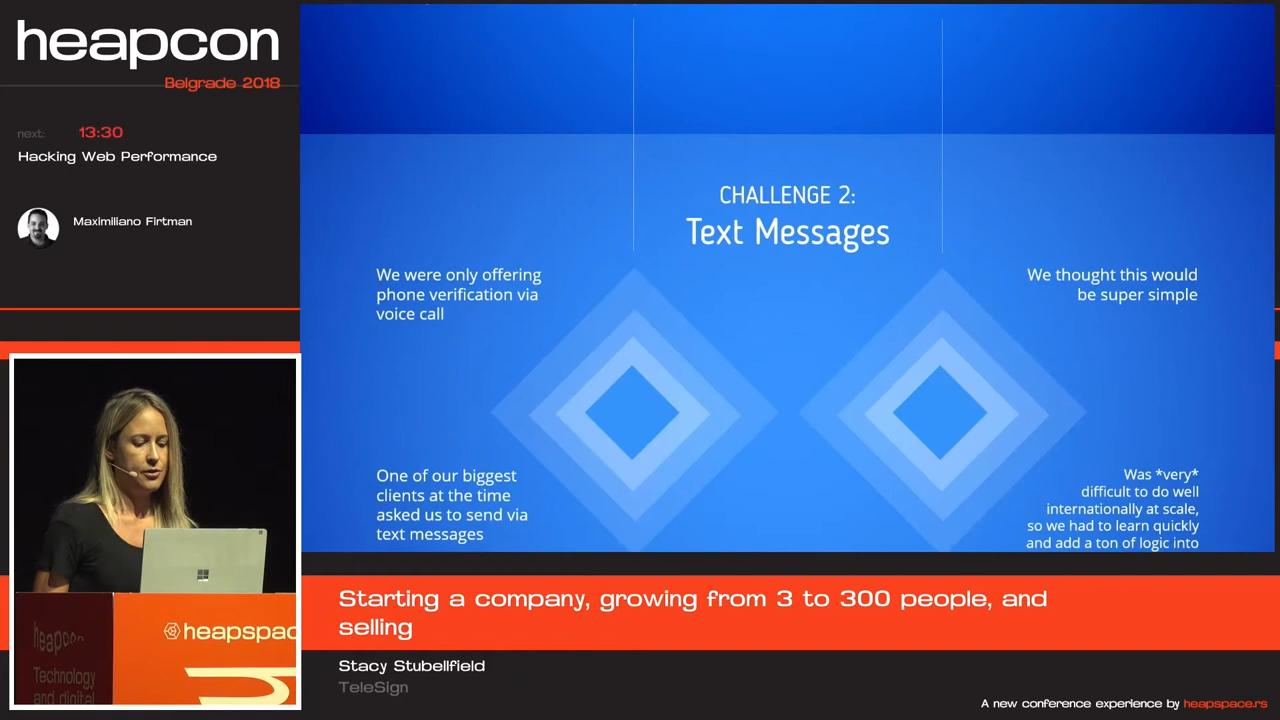 heapcon
Belgrade 2018
next: 13:30
Hacking Web Performance
Maximiliano Firtman
CHALLENGE 2:
Text Messages
We were only offering
phone verification via
voice call
We thought this would
be super simple
One of our biggest
clients at the time
asked us to send via
text messages
Was *very*
difficult to do well
internationally at scale,
so we had to learn quickly
and add a ton of logic into
heapspac
heapcon
Technology
and digital
Starting a company, growing from 3 to 300 people, and
selling
Stacy Stubellfield
TeleSign
A new conference experience by heapspace.rs